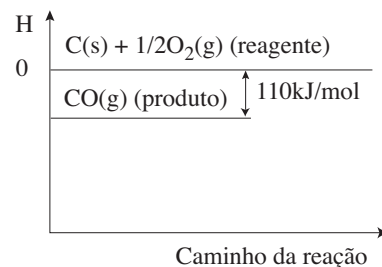 H
C(s) + 1/2O₂(g) (reagente)
0
CO(g) (produto)
110kJ/mol
Caminho da reação